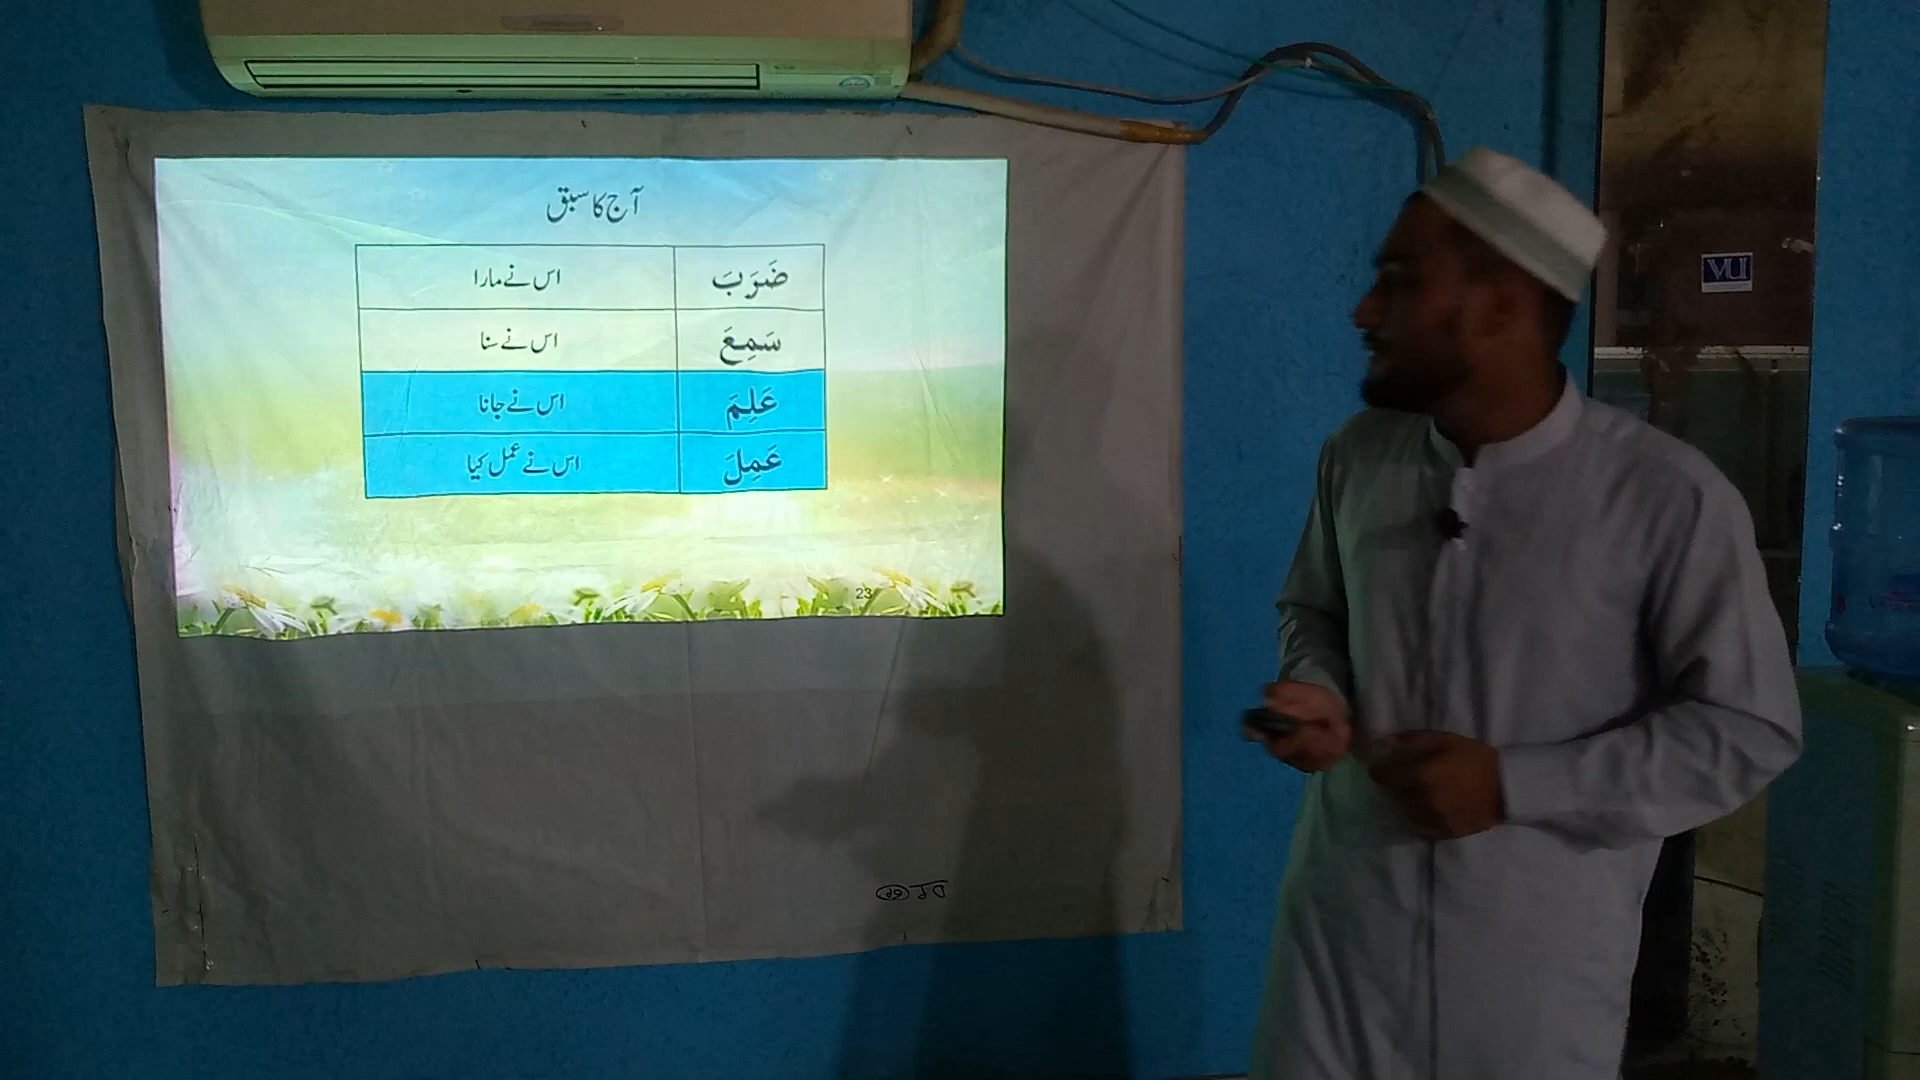 آج کا سبق
ضَرَبَ اس نے مارا
سَمِعَ اس نے سنا
عَلِمَ اس نے جانا
عَمِلَ اس نے عمل کیا
23
VU